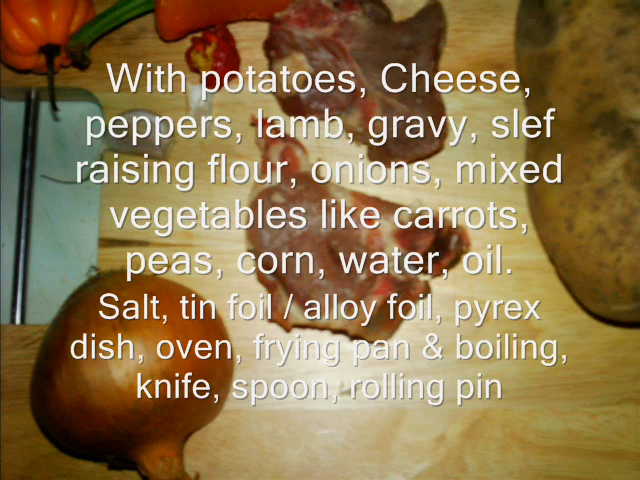 With potatoes, Cheese,
peppers, lamb, gravy, slef
raising flour, onions, mixed
vegetables like carrots,
peas, corn, water, oil.
Salt, tin foil / alloy foil, pyrex
dish, oven, frying pan & boiling,
knife, spoon, rolling pin